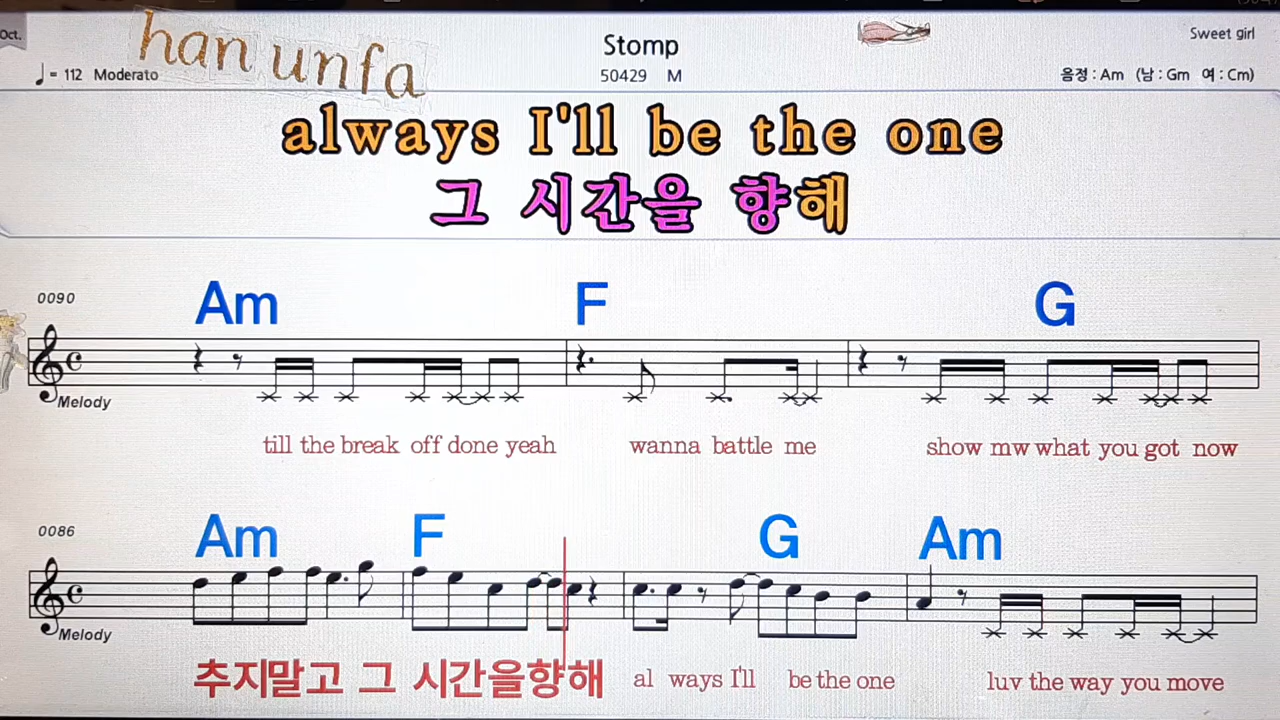 Oct.
han unfa
Stomp
Sweet girl
♩= 112 Moderato
50429 M
음정 : Am (남 : Gm 여 : Cm)
always I'll be the one
그 시간을 향해
0090
Am F G
Melody
till the break off done yeah wanna battle me show mw what you got now
0086
Am F G Am
Melody
추지말고 그 시간을향해 al ways I'll be the one luv the way you move